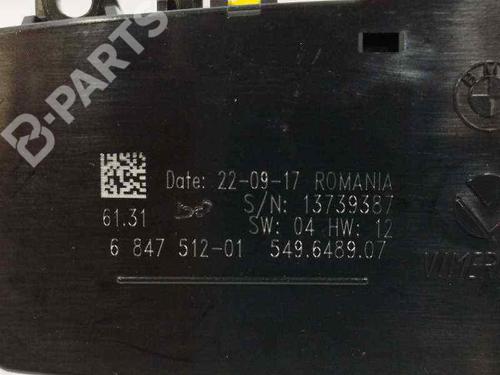 B-PARTS
BMW
Date: 22-09-17 ROMANIA
S/N: 13739387
61.31
SW: 04 HW: 12
6 847 512-01 549.6489.07